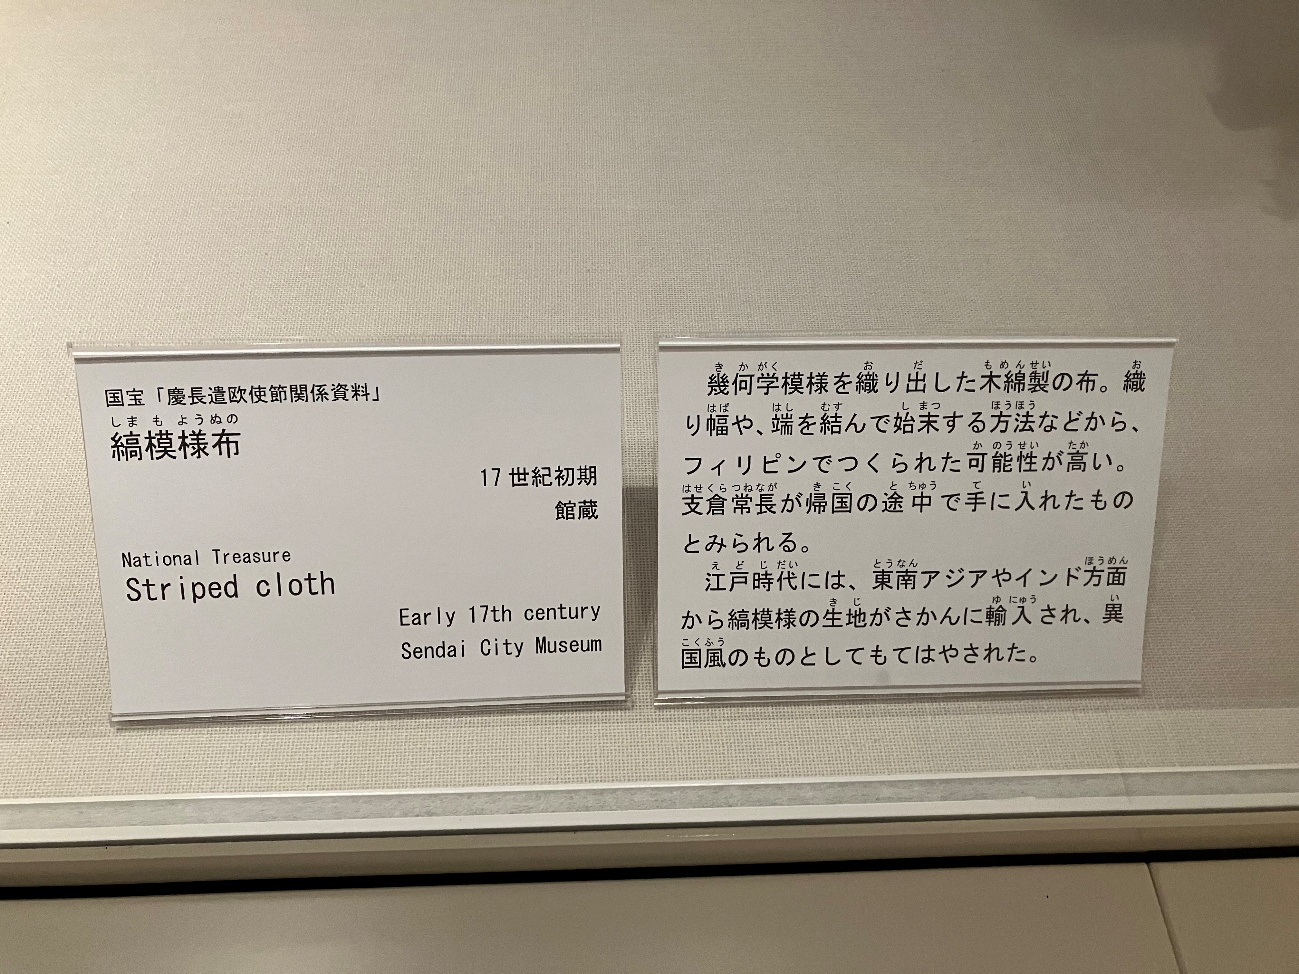 国宝「慶長遣欧使節関係資料」
しま も ようぬの
縞模様布
17世紀初期
館蔵
National Treasure
Striped cloth
Early 17th century
Sendai City Museum
き か がく お だ もめんせい お
幾何学模様を織り出した木綿製の布。織
はば はし むす し まつ ほうほう
り幅や、端を結んで始末する方法などから、
か のうせい たか
フィリピンでつくられた可能性が高い。
はせくらつねなが き こく と ちゅう て い
支倉常長が帰国の途中で手に入れたもの
とみられる。
え ど じ だい とうなん ほうめん
江戸時代には、東南アジアやインド方面
き じ ゆ にゅう い
から縞模様の生地がさかんに輸入され、異
こくふう
国風のものとしてもてはやされた。